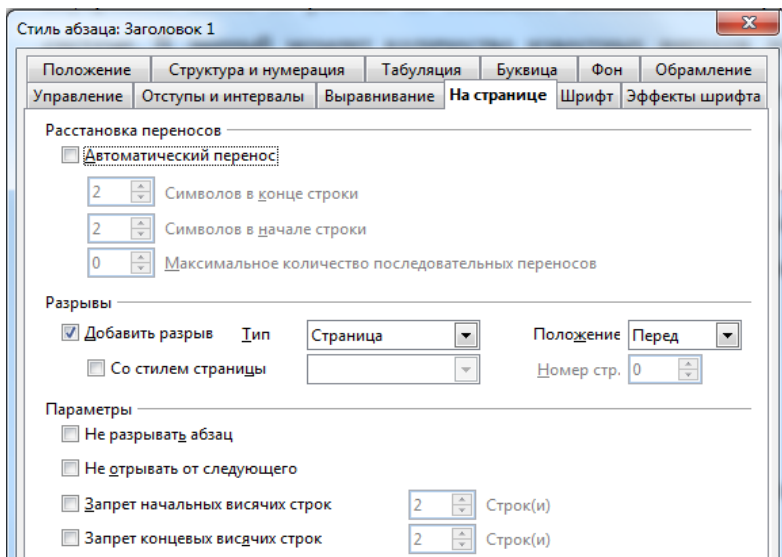 Стиль абзаца: Заголовок 1
Положение Структура и нумерация Табуляция Буквица Фон Обрамление
Управление Отступы и интервалы Выравнивание На странице Шрифт Эффекты шрифта
Расстановка переносов
Автоматический перенос
2 Символов в конце строки
2 Символов в начале строки
0 Максимальное количество последовательных переносов
Разрывы
Добавить разрыв Тип Страница Положение Перед
Со стилем страницы Номер стр. 0
Параметры
Не разрывать абзац
Не отрывать от следующего
Запрет начальных висячих строк 2 Строк(и)
Запрет концевых висячих строк 2 Строк(и)